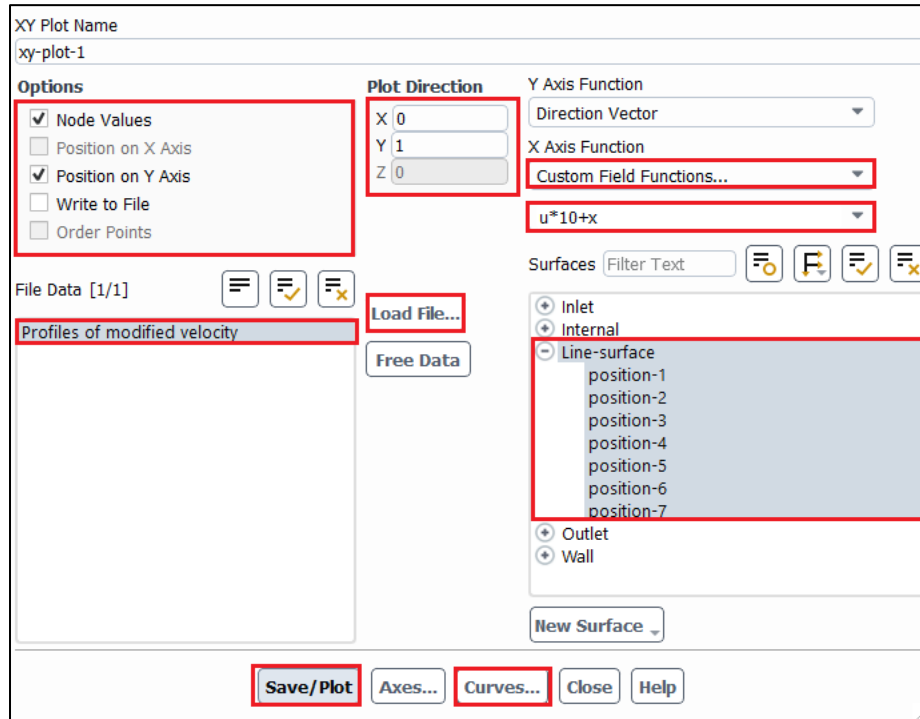 XY Plot Name
xy-plot-1
Options
Node Values
Position on X Axis
Position on Y Axis
Write to File
Order Points
Plot Direction
X 0
Y 1
Z 0
Y Axis Function
Direction Vector
X Axis Function
Custom Field Functions...
u*10+x
File Data [1/1]
Profiles of modified velocity
Load File...
Free Data
Surfaces Filter Text
Inlet
Internal
Line-surface
position-1
position-2
position-3
position-4
position-5
position-6
position-7
Outlet
Wall
New Surface
Save/Plot Axes... Curves... Close Help